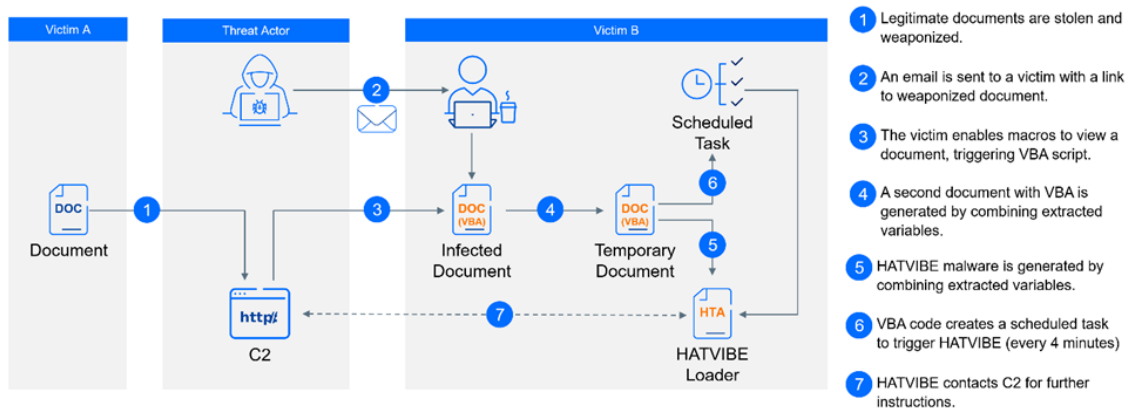 Victim A
Threat Actor
Victim B
2
Scheduled
Task
6
DOC
1
3
DOC
(VBA)
4
DOC
(VBA)
5
Document
Infected
Document
Temporary
Document
http://
7
HTA
C2
HATVIBE
Loader
1 Legitimate documents are stolen and
weaponized.
2 An email is sent to a victim with a link
to weaponized document.
3 The victim enables macros to view a
document, triggering VBA script.
4 A second document with VBA is
generated by combining extracted
variables.
5 HATVIBE malware is generated by
combining extracted variables.
6 VBA code creates a scheduled task
to trigger HATVIBE (every 4 minutes)
7 HATVIBE contacts C2 for further
instructions.